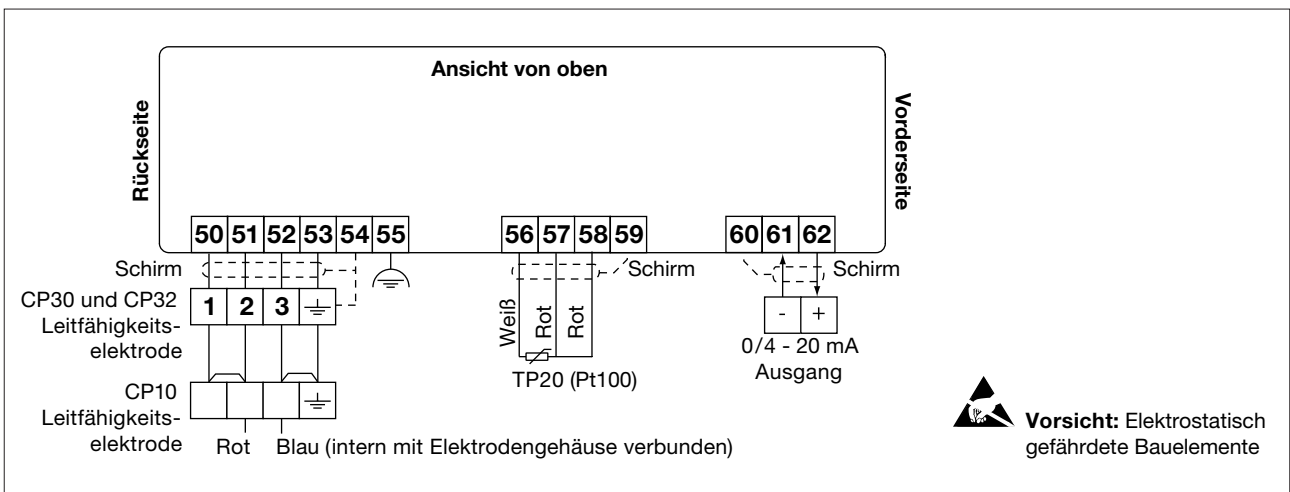 Ansicht von oben
Rückseite
Vorderseite
50 51 52 53 54 55
56 57 58 59
60 61 62
Schirm
Schirm
Schirm
CP30 und CP32
Leitfähigkeits-
elektrode
1 2 3
Weiß
Rot
Rot
- +
0/4 - 20 mA
Ausgang
TP20 (Pt100)
CP10
Leitfähigkeits-
elektrode
Rot
Blau (intern mit Elektrodengehäuse verbunden)
Vorsicht: Elektrostatisch
gefährdete Bauelemente